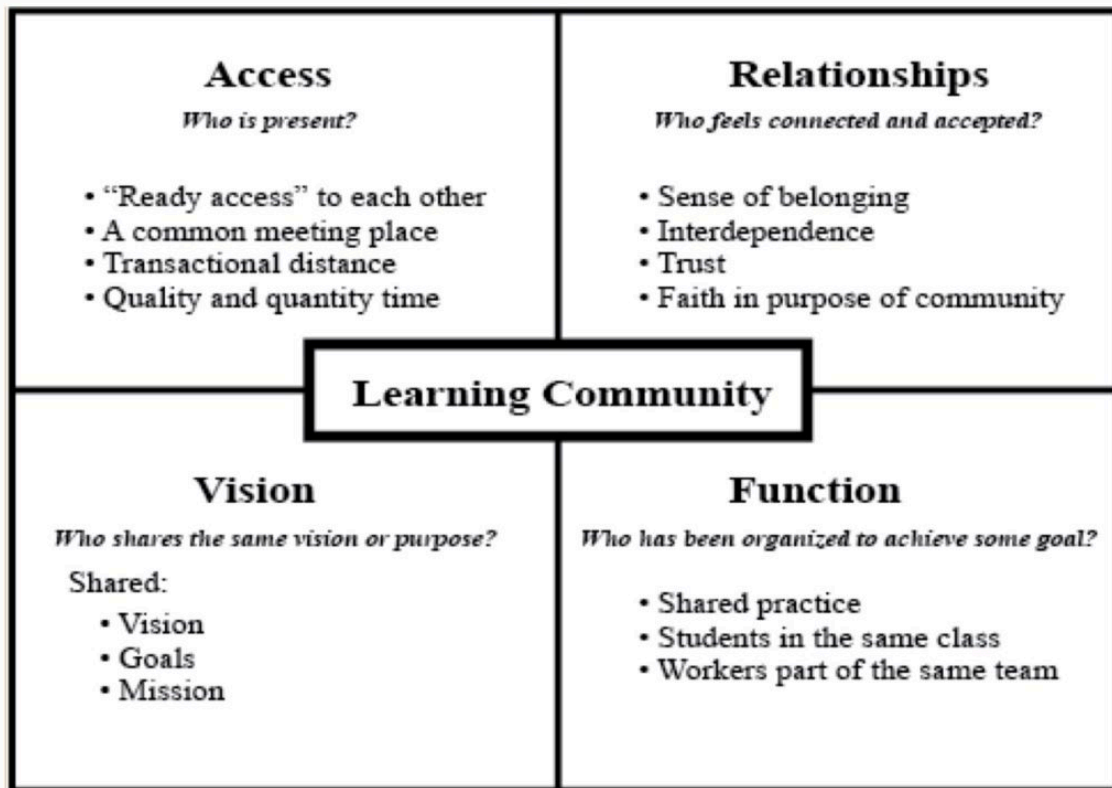 Access
Who is present?
• “Ready access” to each other
• A common meeting place
• Transactional distance
• Quality and quantity time
Relationships
Who feels connected and accepted?
• Sense of belonging
• Interdependence
• Trust
• Faith in purpose of community
Learning Community
Vision
Who shares the same vision or purpose?
Shared:
• Vision
• Goals
• Mission
Function
Who has been organized to achieve some goal?
• Shared practice
• Students in the same class
• Workers part of the same team